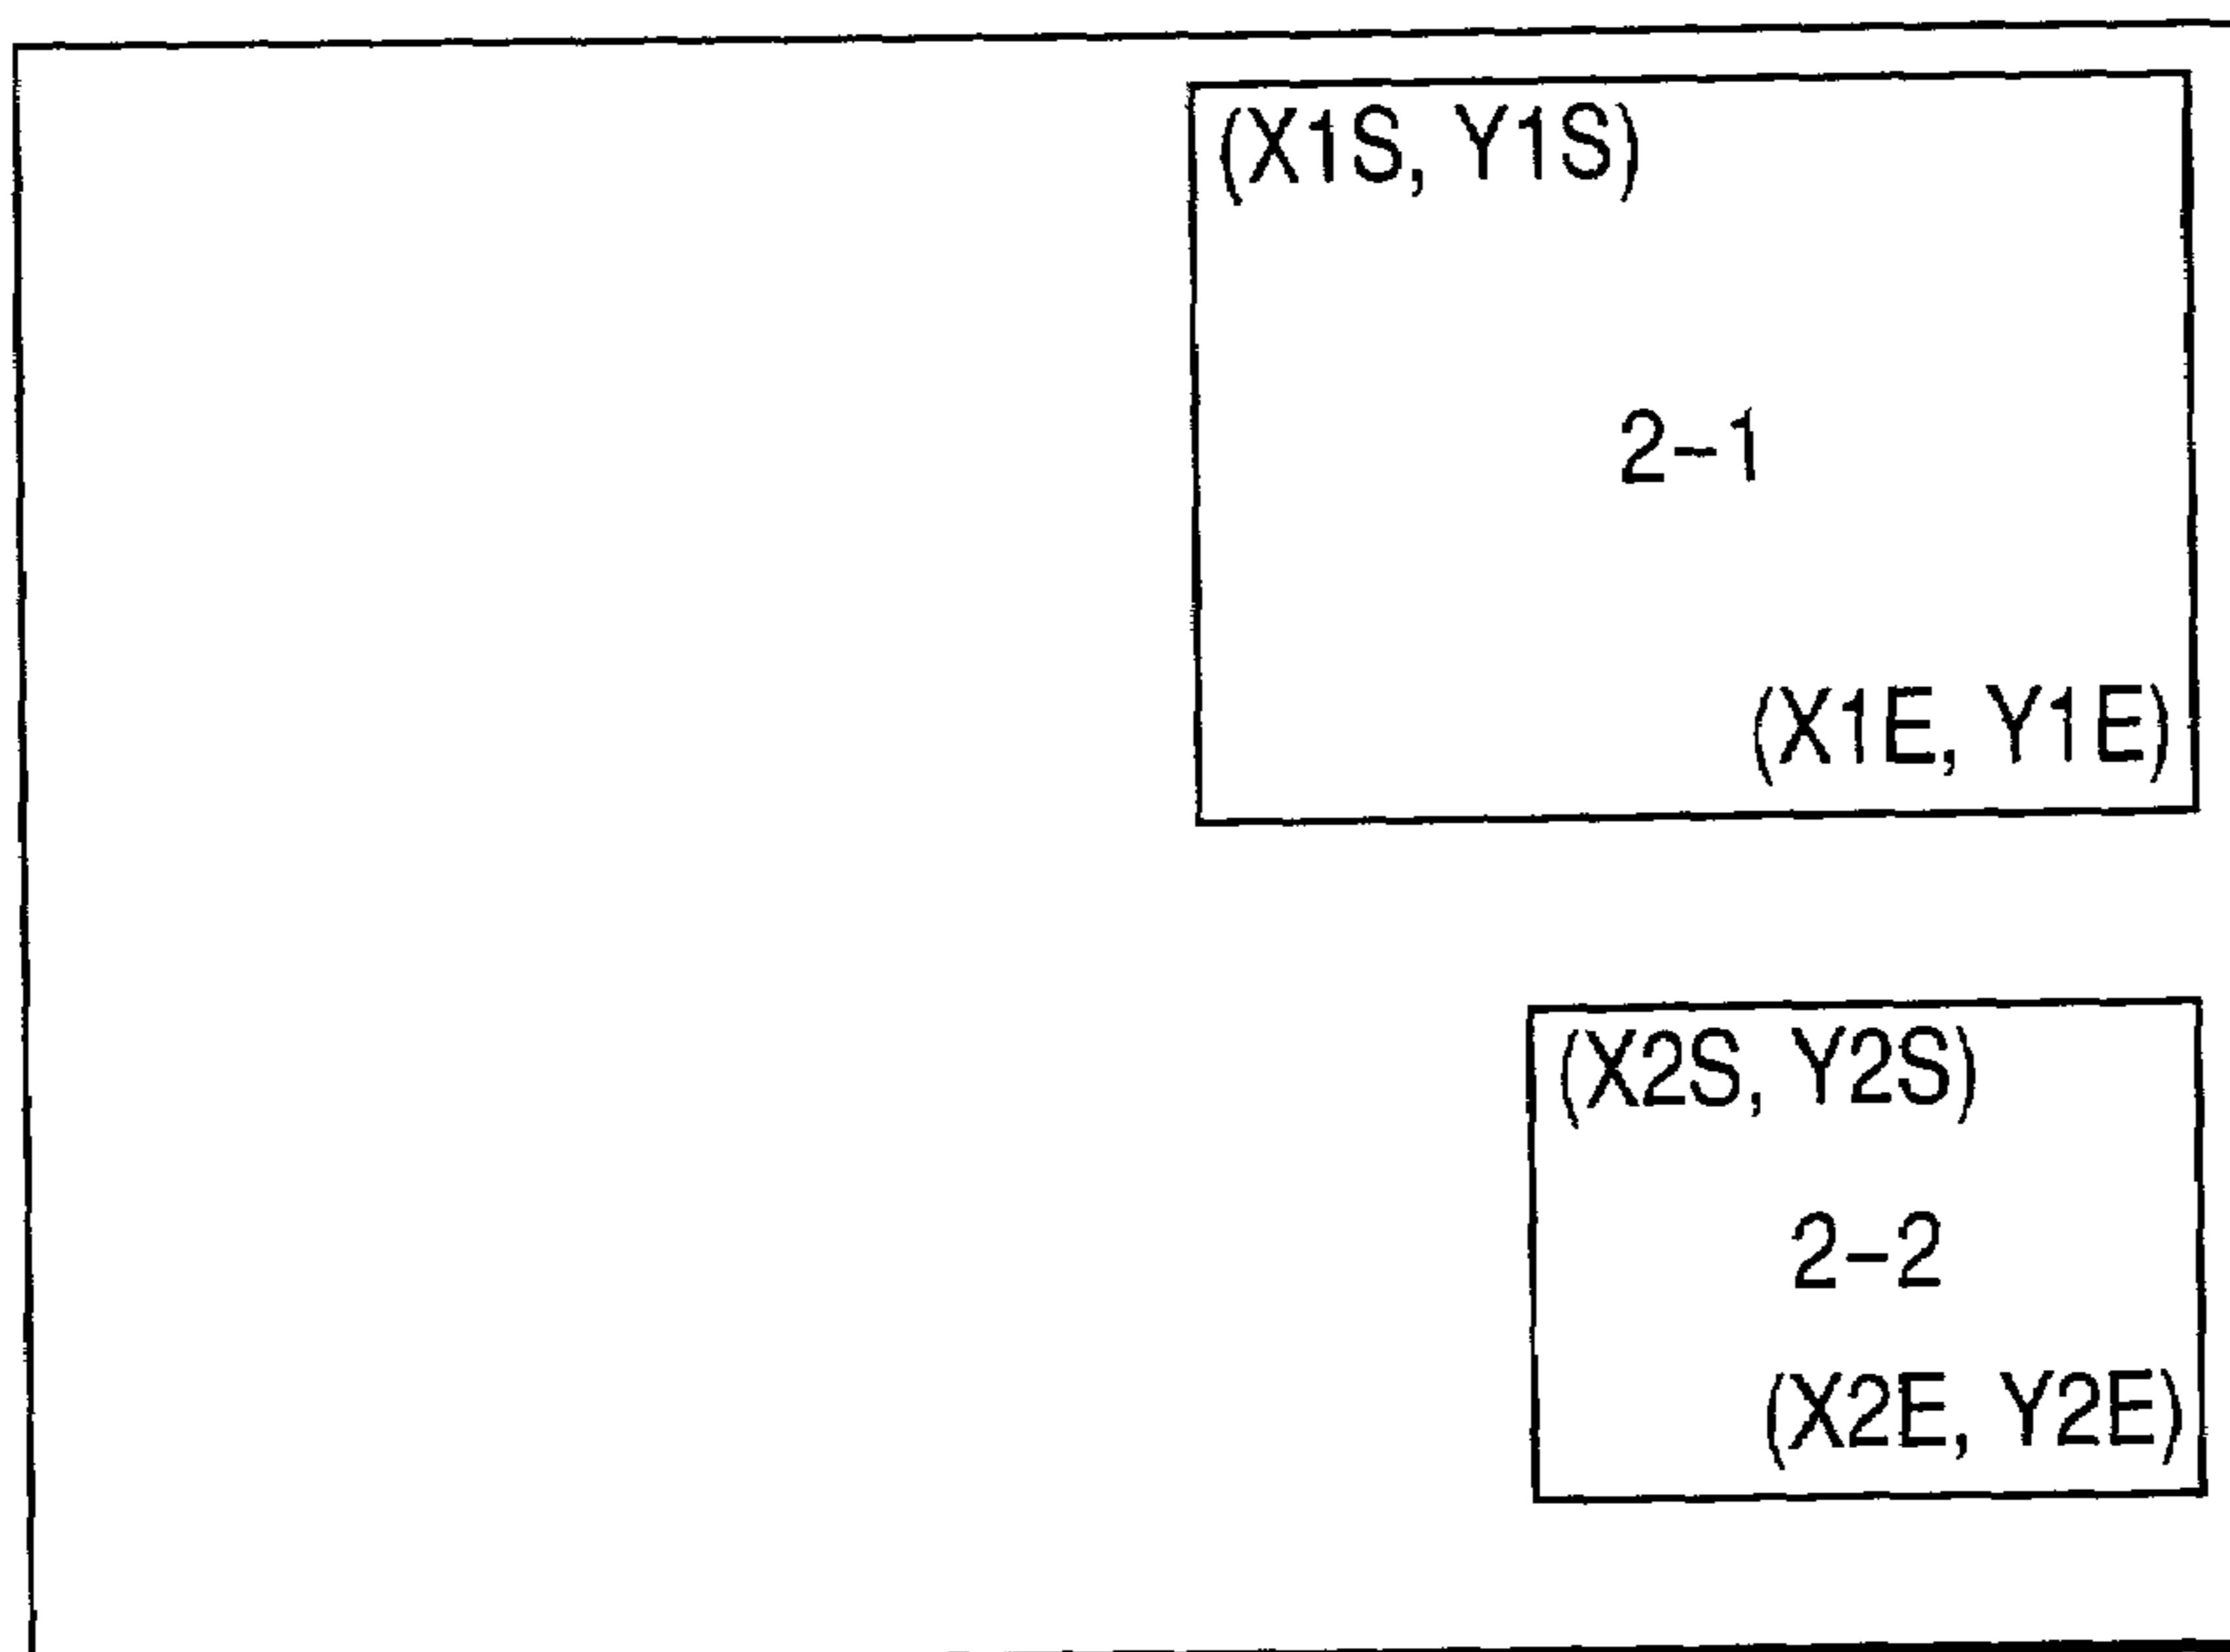 (X1S, Y1S)
2-1
(X1E, Y1E)
(X2S, Y2S)
2-2
(X2E, Y2E)